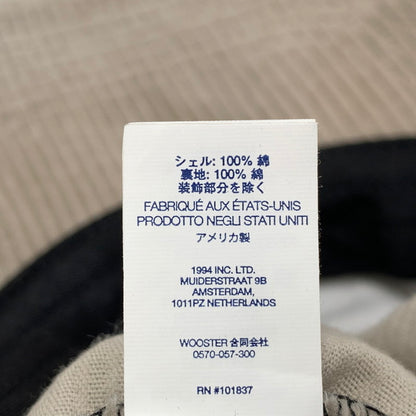 シェル: 100% 綿
裏地: 100% 綿
装飾部分を除く
FABRIQUÉ AUX ÉTATS-UNIS
PRODOTTO NEGLI STATI UNITI
アメリカ製
1994 INC. LTD.
MUIDERSTRAAT 9B
AMSTERDAM,
1011PZ NETHERLANDS
WOOSTER 合同会社
0570-057-300
RN #101837